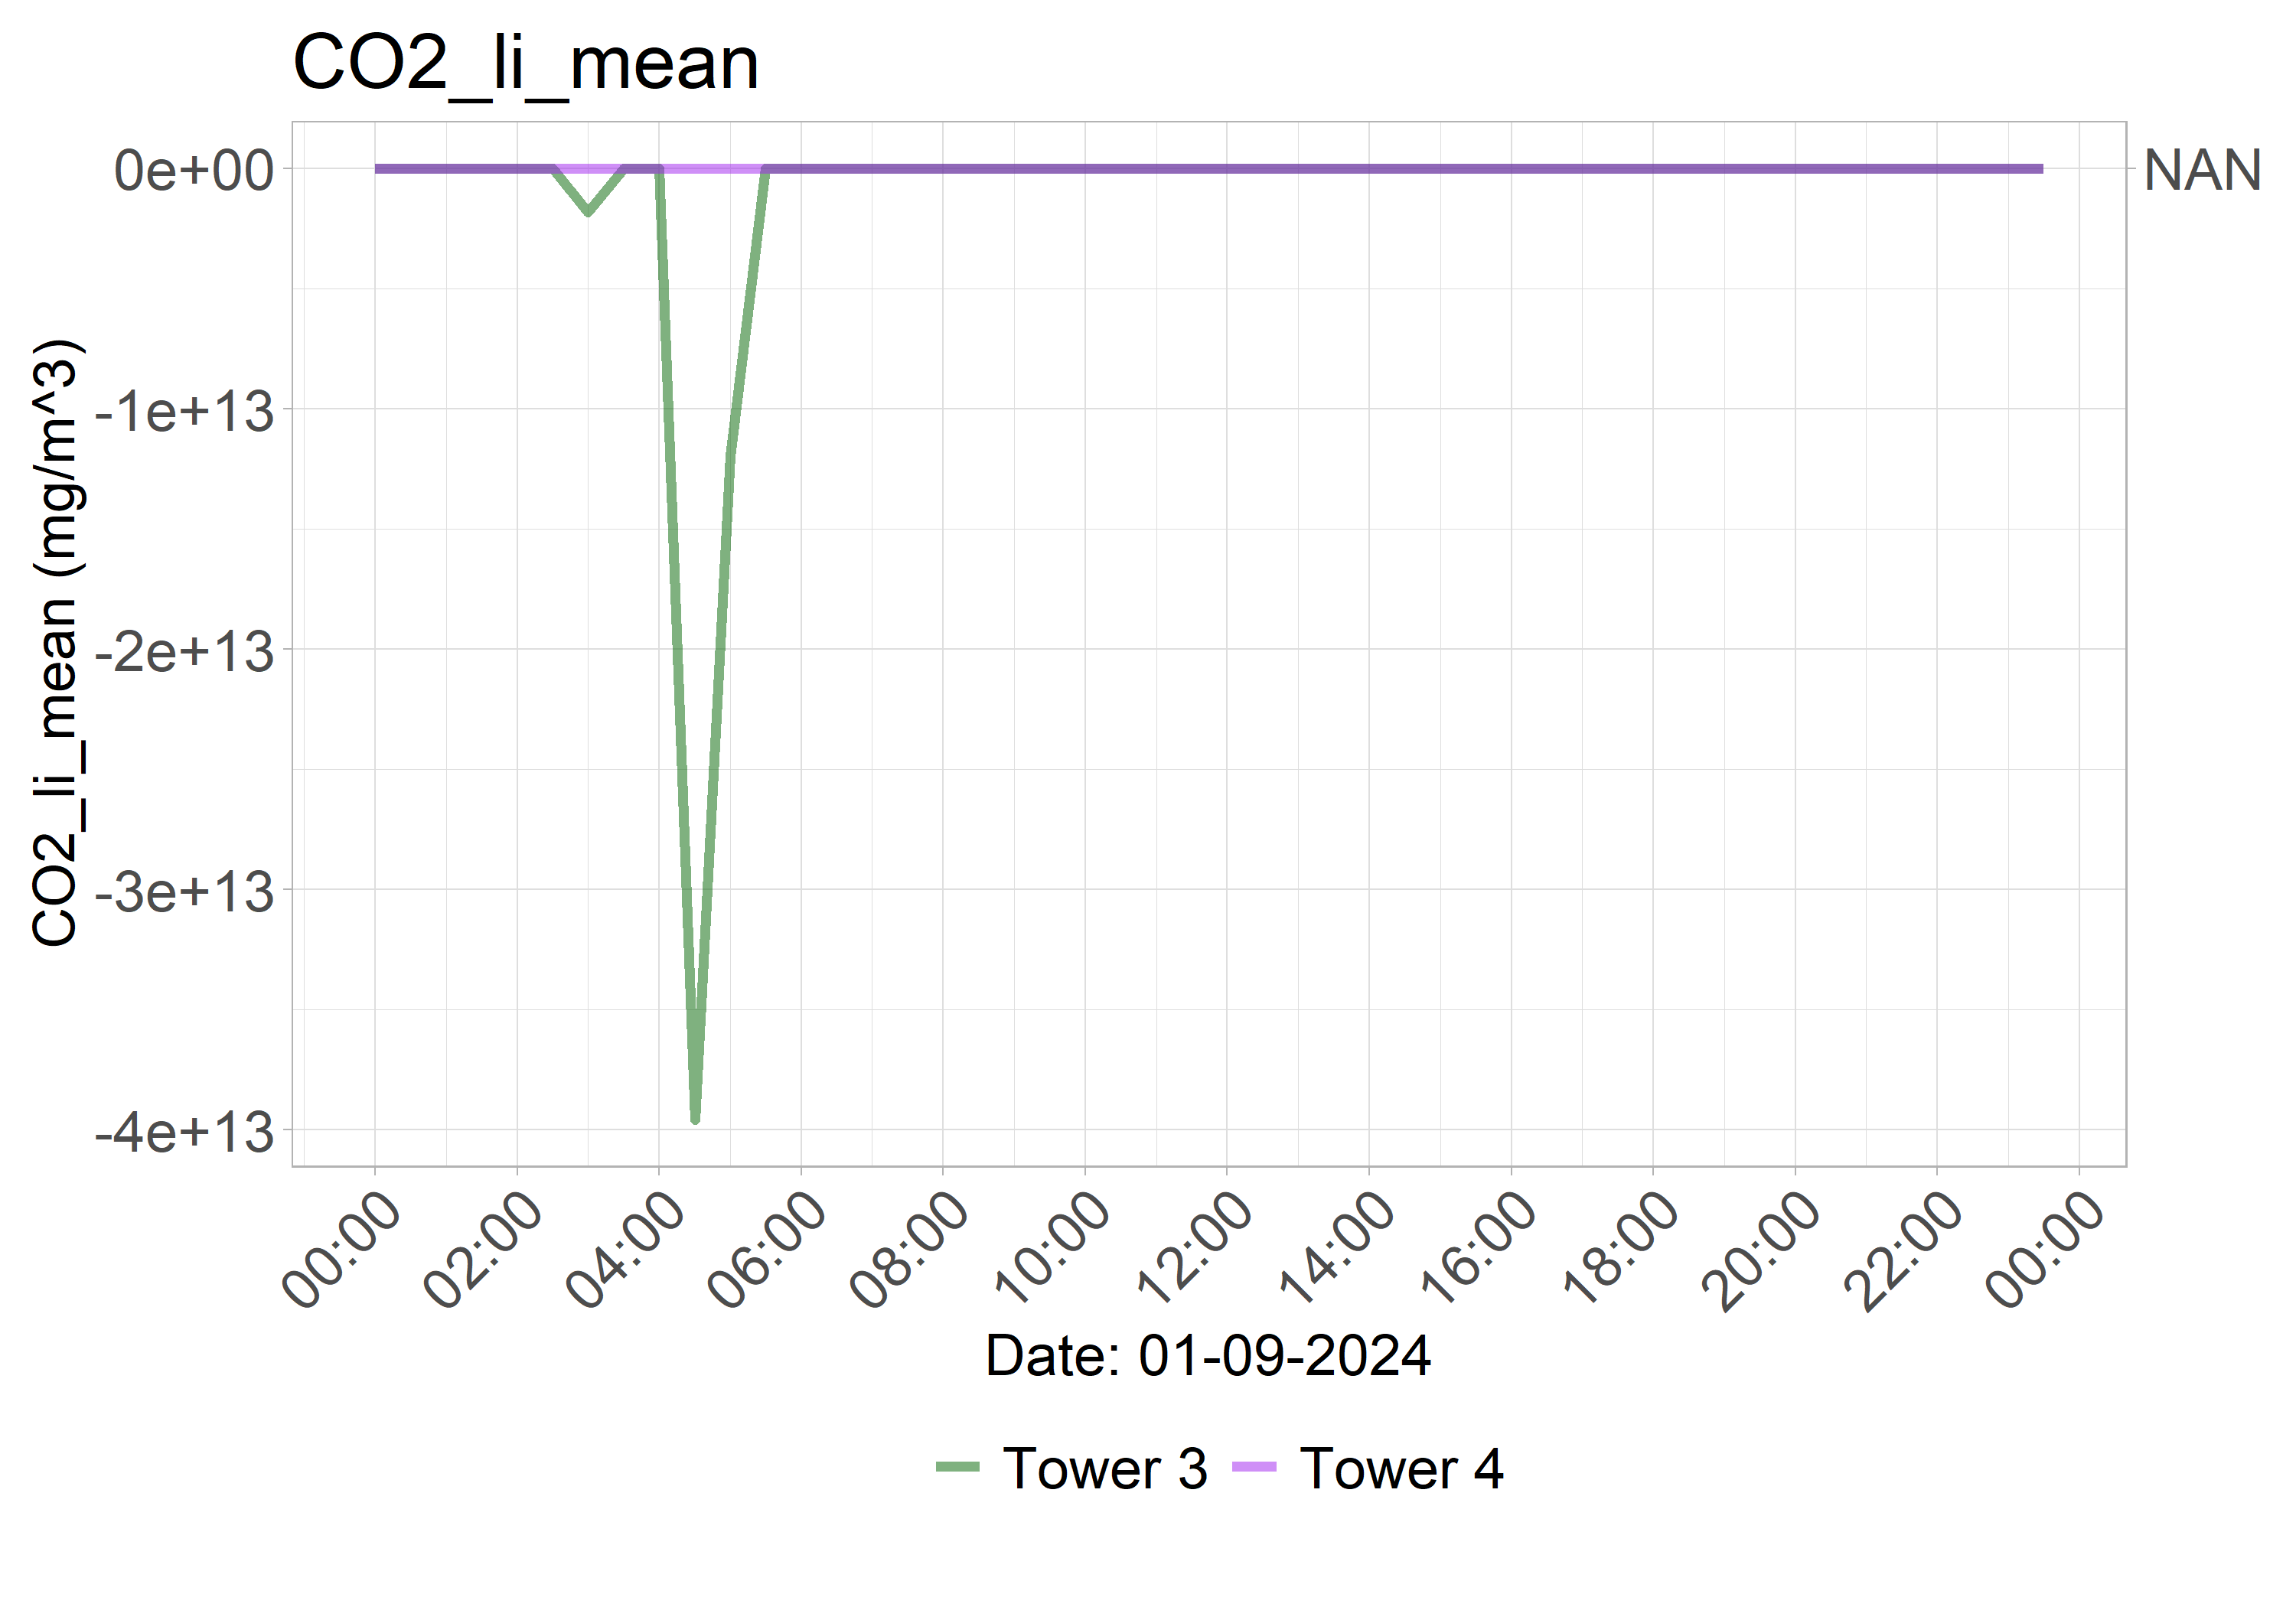 CO2_li_mean
CO2_li_mean (mg/m^3)
0e+00
-1e+13
-2e+13
-3e+13
-4e+13
NAN
00:00
02:00
04:00
06:00
08:00
10:00
12:00
14:00
16:00
18:00
20:00
22:00
00:00
Date: 01-09-2024
Tower 3 Tower 4